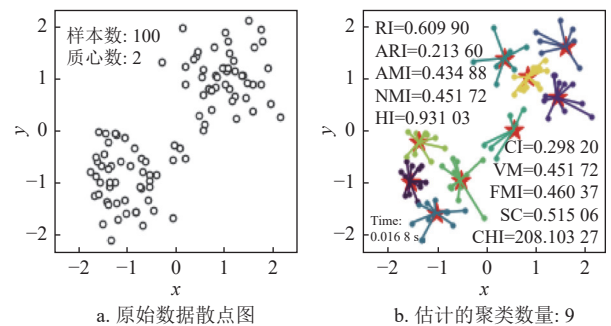 样本数: 100
质心数: 2
2
1
0
−1
−2
y
−2 −1 0 1 2
x
a. 原始数据散点图
RI=0.609 90
ARI=0.213 60
AMI=0.434 88
NMI=0.451 72
HI=0.931 03
CI=0.298 20
VM=0.451 72
FMI=0.460 37
SC=0.515 06
CHI=208.103 27
Time:
0.016 8 s
2
1
0
−1
−2
y
−2 −1 0 1 2
x
b. 估计的聚类数量: 9